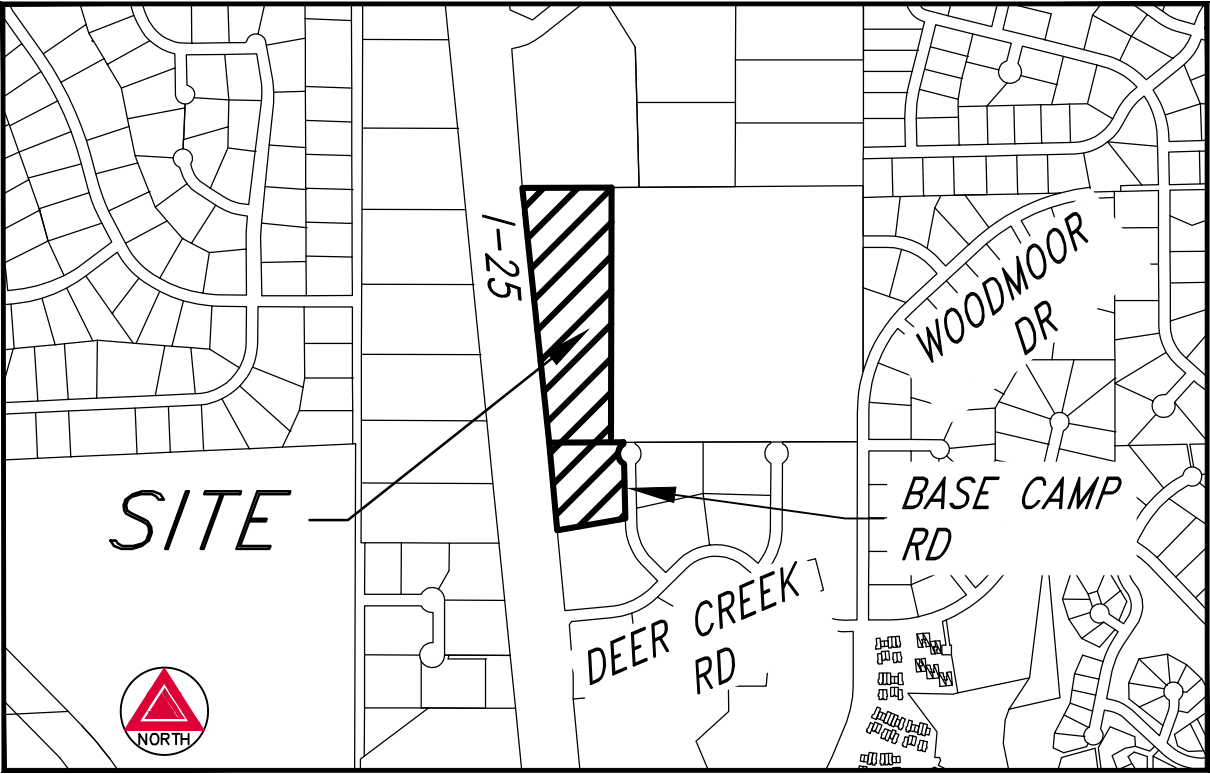 I-25
WOODMOOR
DR
SITE
BASE CAMP
RD
DEER CREEK
RD
NORTH